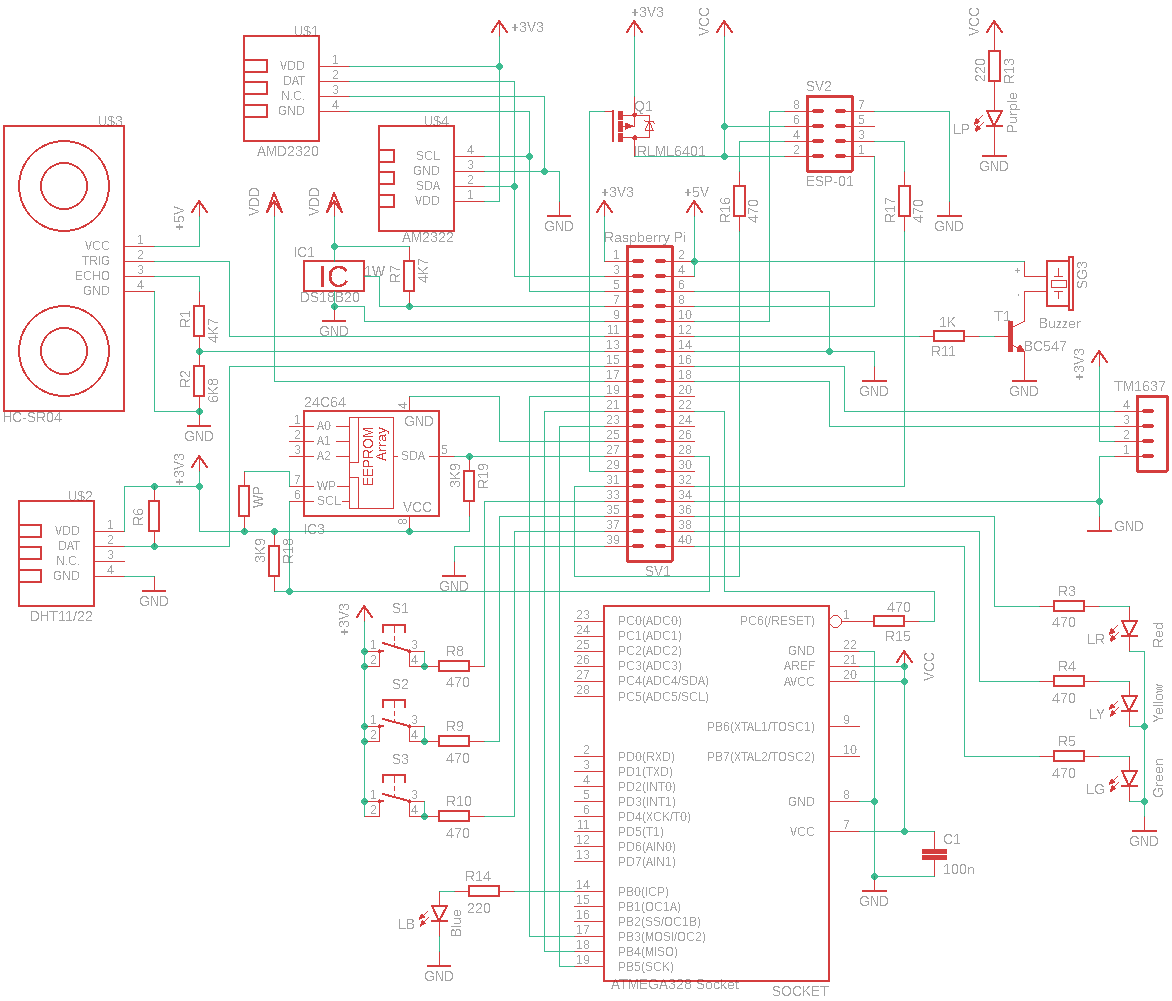 U$1
VDD 1
DAT 2
N.C. 3
GND 4
AMD2320
+3V3
U$4
SCL 4
GND 3
SDA 2
VDD 1
AM2322
GND
U$3
VCC 1
TRIG 2
ECHO 3
GND 4
HC-SR04
+5V
R1
4K7
R2
6K8
GND
VDD
VDD
IC1
IC
1W
DS18B20
GND
R7
4K7
+3V3
Q1
IRLML6401
VCC
SV2
8 7
6 5
4 3
2 1
ESP-01
GND
R16
470
R17
470
VCC
220
R13
LP
Purple
GND
+3V3
+5V
Raspberry Pi
1 2
3 4
5 6
7 8
9 10
11 12
13 14
15 16
17 18
19 20
21 22
23 24
25 26
27 28
29 30
31 32
33 34
35 36
37 38
39 40
SV1
+
-
SG3
Buzzer
1K
R11
T1
BC547
GND
GND
+3V3
TM1637
4
3
2
1
GND
24C64
1 A0
2 A1
3 A2
7 WP
6 SCL
EEPROM
Array
4
GND
SDA 5
VCC
8
IC3
3K9
R19
WP
3K9
R18
GND
+3V3
U$2
VDD 1
DAT 2
N.C. 3
GND 4
DHT11/22
R6
GND
+3V3
S1
1 3
2 4
R8
470
S2
1 3
2 4
R9
470
S3
1 3
2 4
R10
470
23 PC0(ADC0)
24 PC1(ADC1)
25 PC2(ADC2)
26 PC3(ADC3)
27 PC4(ADC4/SDA)
28 PC5(ADC5/SCL)
2 PD0(RXD)
3 PD1(TXD)
4 PD2(INT0)
5 PD3(INT1)
6 PD4(XCK/T0)
11 PD5(T1)
12 PD6(AIN0)
13 PD7(AIN1)
14 PB0(ICP)
15 PB1(OC1A)
16 PB2(SS/OC1B)
17 PB3(MOSI/OC2)
18 PB4(MISO)
19 PB5(SCK)
PC6(/RESET) 1
GND 22
AREF 21
AVCC 20
PB6(XTAL1/TOSC1) 9
PB7(XTAL2/TOSC2) 10
GND 8
VCC 7
ATMEGA328 Socket
SOCKET
470
R15
VCC
C1
100n
GND
R14
220
LB
Blue
GND
R3
470
LR
Red
R4
470
LY
Yellow
R5
470
LG
Green
GND